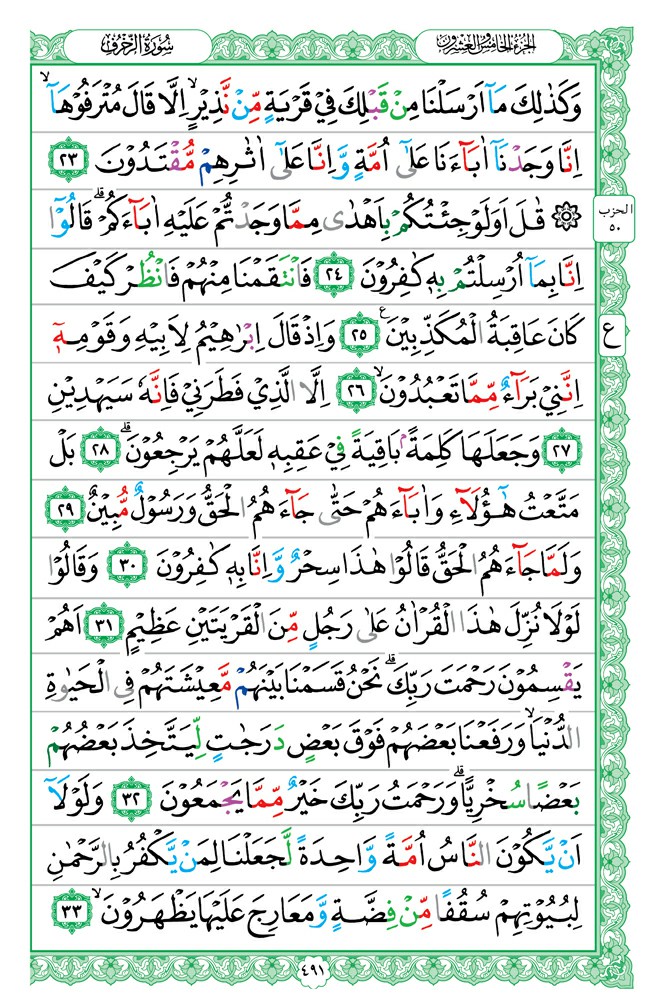 الجزء الخامس والعشرون
سُورَةُ الزُّخْرُفِ
وَكَذٰلِكَ مَاۤ اَرْسَلْنَا مِنْ قَبْلِكَ فِيْ قَرْيَةٍ مِّنْ نَّذِيْرٍ ۙ اِلَّا قَالَ مُتْرَفُوْهَاۤ ۙ
اِنَّا وَجَدْنَاۤ اٰبَآءَنَا عَلٰۤى اُمَّةٍ وَّاِنَّا عَلٰۤى اٰثٰرِهِمْ مُّقْتَدُوْنَ ٢٣
۞ قٰلَ اَوَلَوْ جِئْتُكُمْ بِاَهْدٰى مِمَّا وَجَدْتُّمْ عَلَيْهِ اٰبَآءَكُمْ ۗ قَالُوْۤا
اِنَّا بِمَاۤ اُرْسِلْتُمْ بِهٖ كٰفِرُوْنَ ٢٤ فَانْتَقَمْنَا مِنْهُمْ فَانْظُرْ كَيْفَ
كَانَ عَاقِبَةُ الْمُكَذِّبِيْنَ ۧ ٢٥ وَاِذْ قَالَ اِبْرٰهِيْمُ لِاَبِيْهِ وَقَوْمِهٖۤ
اِنَّنِيْ بَرَآءٌ مِّمَّا تَعْبُدُوْنَ ۙ ٢٦ اِلَّا الَّذِيْ فَطَرَنِيْ فَاِنَّهٗ سَيَهْدِيْنِ
٢٧ وَجَعَلَهَا كَلِمَةً ۢ بَاقِيَةً فِيْ عَقِبِهٖ لَعَلَّهُمْ يَرْجِعُوْنَ ۗ ٢٨ بَلْ
مَتَّعْتُ هٰۤؤُلَآءِ وَاٰبَآءَهُمْ حَتّٰى جَآءَهُمُ الْحَقُّ وَرَسُوْلٌ مُّبِيْنٌ ٢٩
وَلَمَّا جَآءَهُمُ الْحَقُّ قَالُوْا هٰذَا سِحْرٌ وَّاِنَّا بِهٖ كٰفِرُوْنَ ٣٠ وَقَالُوْا
لَوْلَا نُزِّلَ هٰذَا الْقُرْاٰنُ عَلٰى رَجُلٍ مِّنَ الْقَرْيَتَيْنِ عَظِيْمٍ ٣١ اَهُمْ
يَقْسِمُوْنَ رَحْمَتَ رَبِّكَ ۗ نَحْنُ قَسَمْنَا بَيْنَهُمْ مَّعِيْشَتَهُمْ فِى الْحَيٰوةِ
الدُّنْيَا ۙ وَرَفَعْنَا بَعْضَهُمْ فَوْقَ بَعْضٍ دَرَجٰتٍ لِّيَتَّخِذَ بَعْضُهُمْ
بَعْضًا سُخْرِيًّا ۗ وَرَحْمَتُ رَبِّكَ خَيْرٌ مِّمَّا يَجْمَعُوْنَ ٣٢ وَلَوْلَاۤ
اَنْ يَّكُوْنَ النَّاسُ اُمَّةً وَّاحِدَةً لَّجَعَلْنَا لِمَنْ يَّكْفُرُ بِالرَّحْمٰنِ
لِبُيُوْتِهِمْ سُقُفًا مِّنْ فِضَّةٍ وَّمَعَارِجَ عَلَيْهَا يَظْهَرُوْنَ ۙ ٣٣
الحزب
٥٠
ع
٤٩١